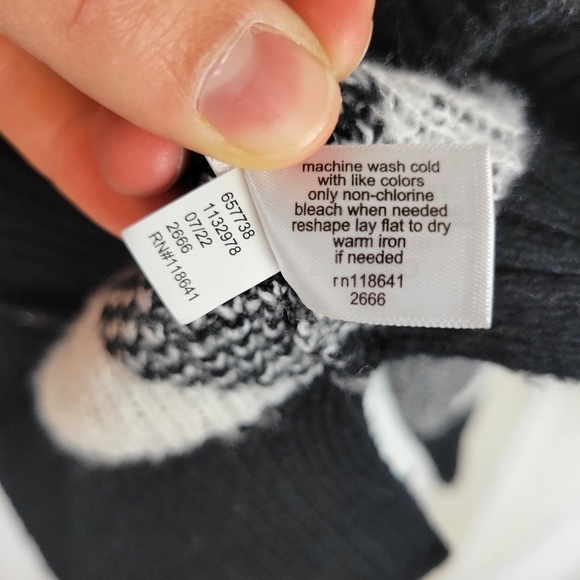 657738
1132978
07/22
2666
RN#118641
machine wash cold
with like colors
only non-chlorine
bleach when needed
reshape lay flat to dry
warm iron
if needed
rn118641
2666